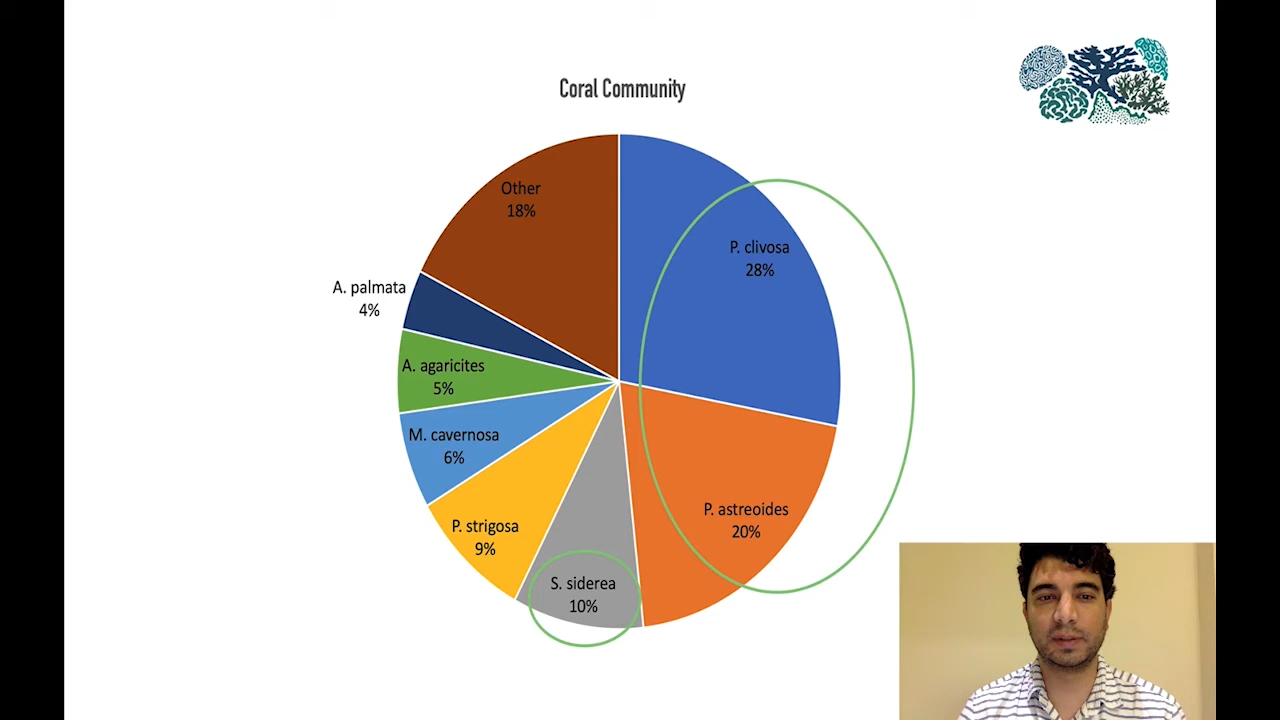 Coral Community
Other
18%
P. clivosa
28%
A. palmata
4%
A. agaricites
5%
M. cavernosa
6%
P. strigosa
9%
P. astreoides
20%
S. siderea
10%